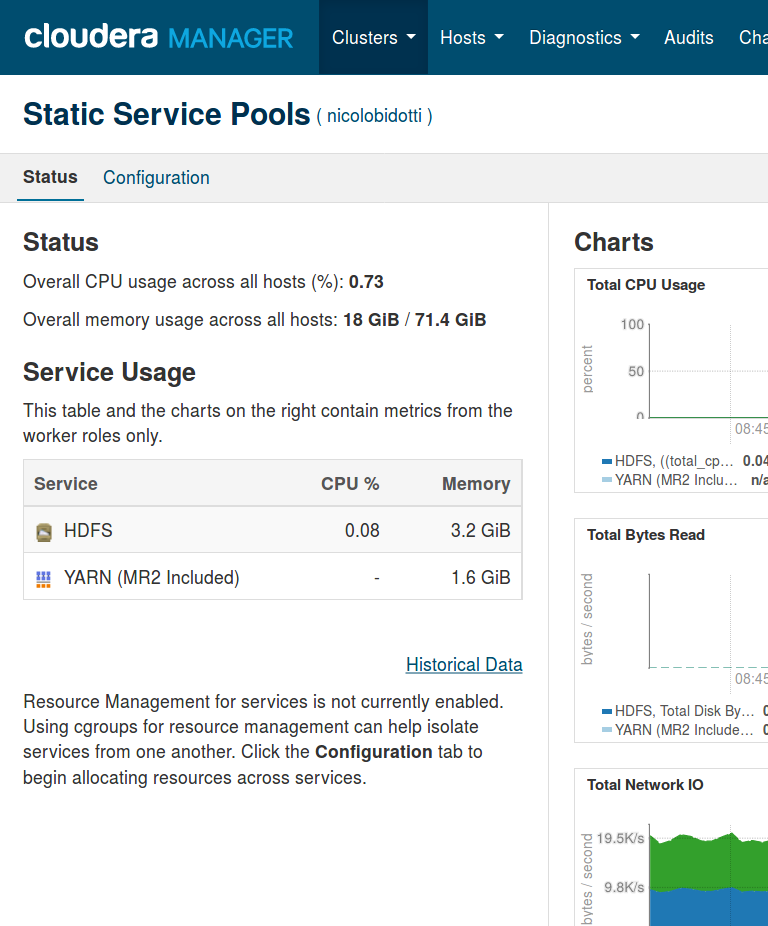 cloudera MANAGER Clusters Hosts Diagnostics Audits Cha
Static Service Pools ( nicolobidotti )
Status Configuration
Status
Overall CPU usage across all hosts (%): 0.73
Overall memory usage across all hosts: 18 GiB / 71.4 GiB
Service Usage
This table and the charts on the right contain metrics from the
worker roles only.
Service CPU % Memory
HDFS 0.08 3.2 GiB
YARN (MR2 Included) - 1.6 GiB
Historical Data
Resource Management for services is not currently enabled.
Using cgroups for resource management can help isolate
services from one another. Click the Configuration tab to
begin allocating resources across services.
Charts
Total CPU Usage
percent
100
50
0
08:45
HDFS, ((total_cp... 0.04
YARN (MR2 Inclu... n/a
Total Bytes Read
bytes / second
08:45
HDFS, Total Disk By... 0
YARN (MR2 Include... 0
Total Network IO
bytes / second
19.5K/s
9.8K/s